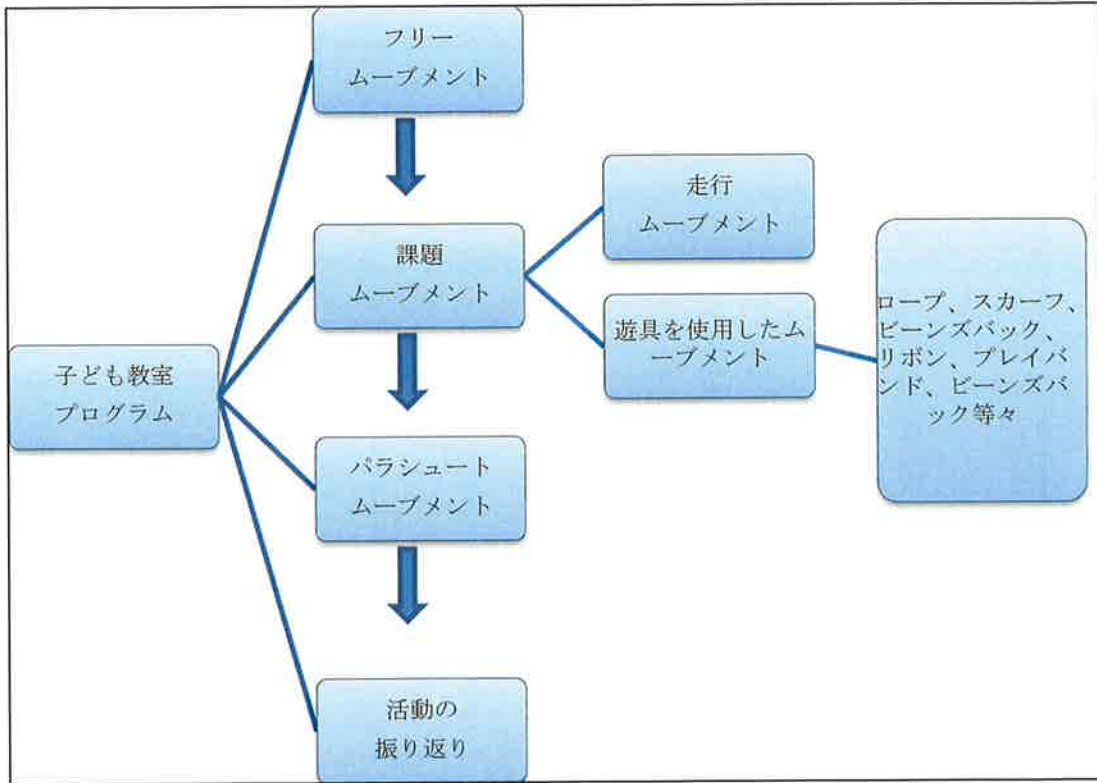 フリー
ムーブメント
走行
ムーブメント
課題
ムーブメント
ロープ、スカーフ、
ビーンズバック、
リボン、プレイバ
ンド、ビーンズバ
ック等々
遊具を使用したム
ーブメント
子ども教室
プログラム
パラシュート
ムーブメント
活動の
振り返り